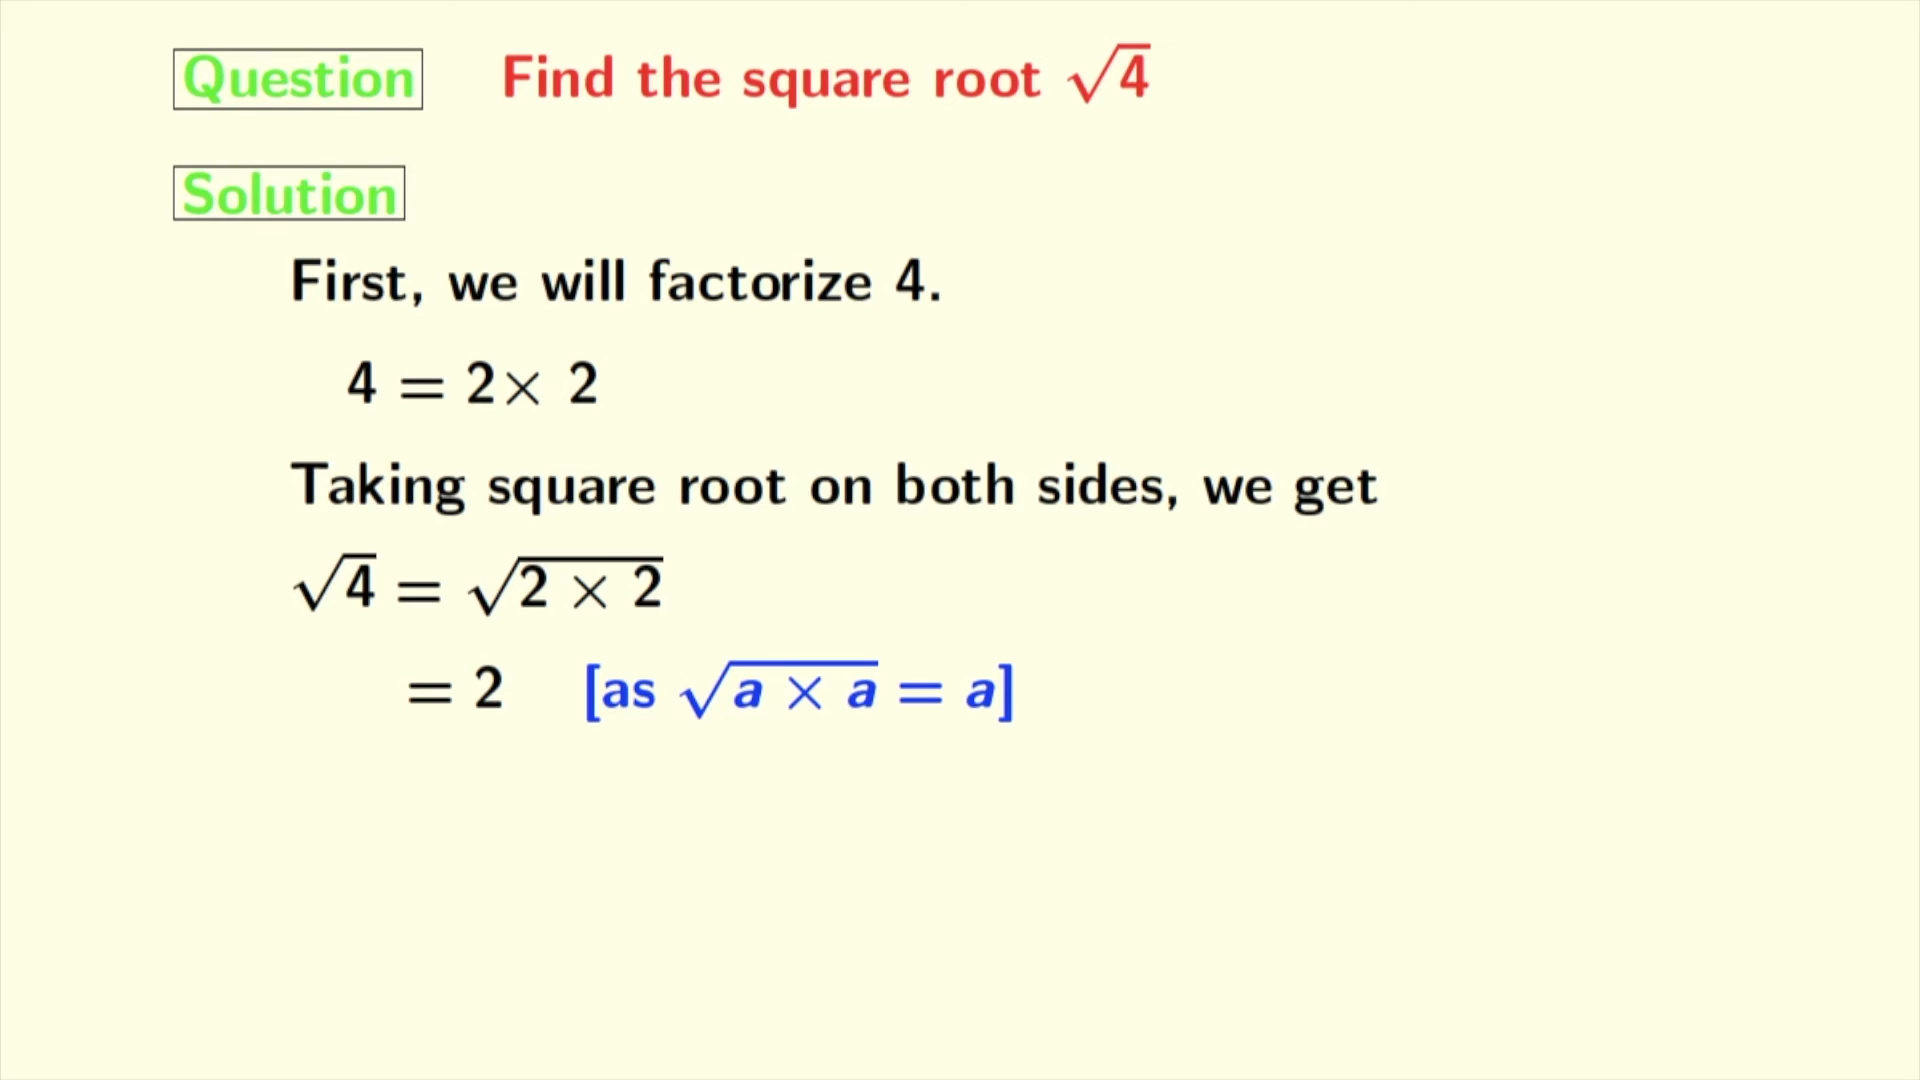 Question Find the square root √4
Solution
First, we will factorize 4.
4 = 2× 2
Taking square root on both sides, we get
√4 = √(2 × 2)
= 2 [as √(a × a) = a]